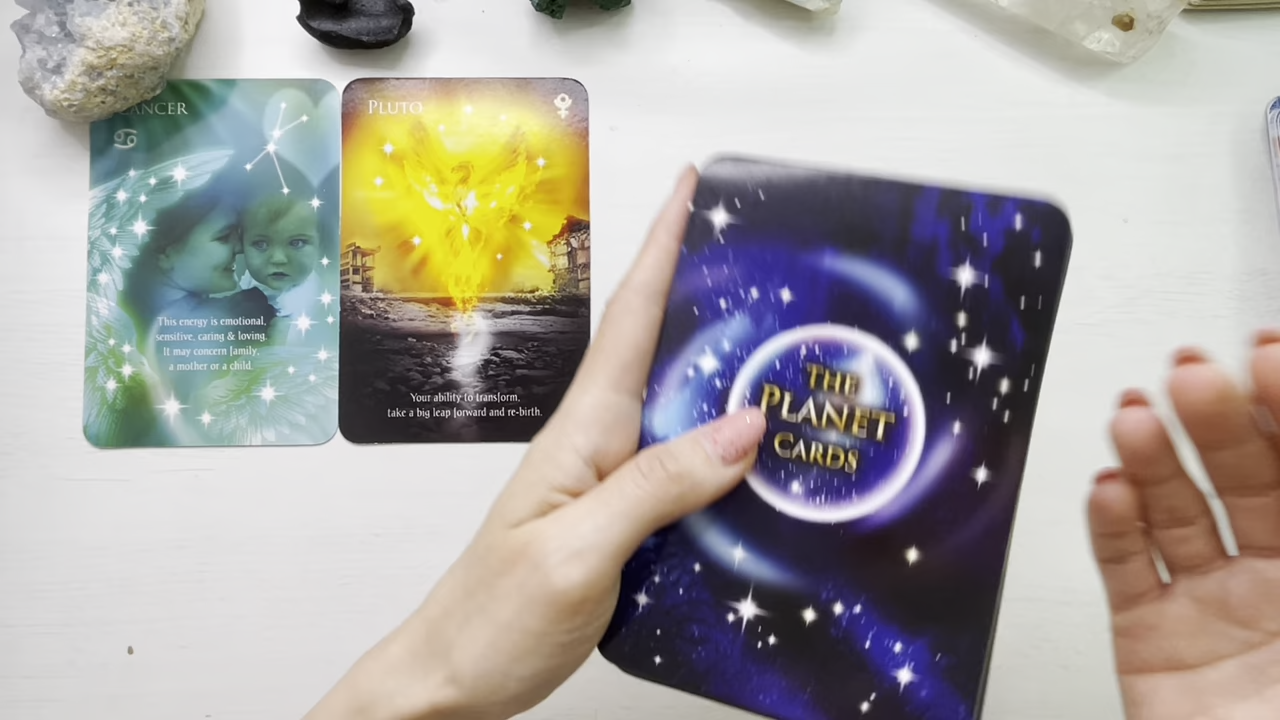 CANCER
This energy is emotional,
sensitive, caring & loving.
It may concern family,
a mother or a child.
PLUTO
Your ability to transform,
take a big leap forward and re-birth.
THE
PLANET
CARDS